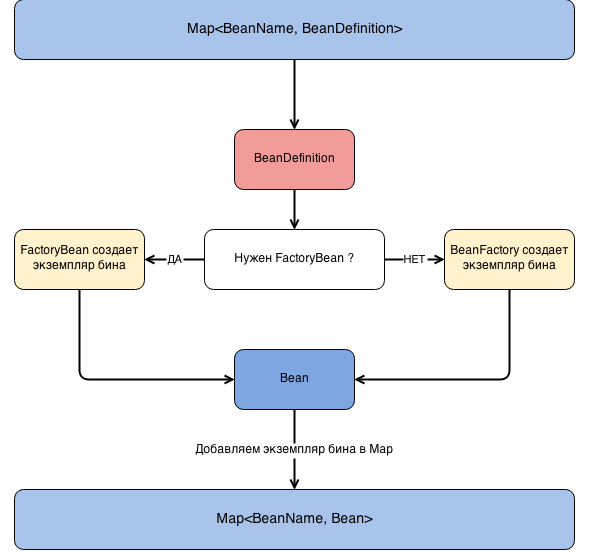 Map<BeanName, BeanDefinition>
BeanDefinition
FactoryBean создает
экземпляр бина
ДА
Нужен FactoryBean ?
НЕТ
BeanFactory создает
экземпляр бина
Bean
Добавляем экземпляр бина в Map
Map<BeanName, Bean>